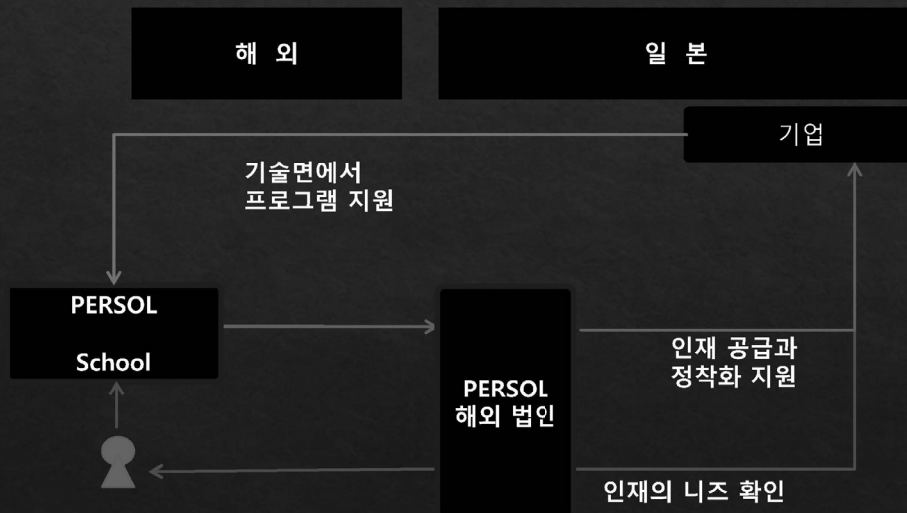 해 외
일 본
기업
기술면에서
프로그램 지원
PERSOL
School
인재 공급과
정착화 지원
PERSOL
해외 법인
인재의 니즈 확인